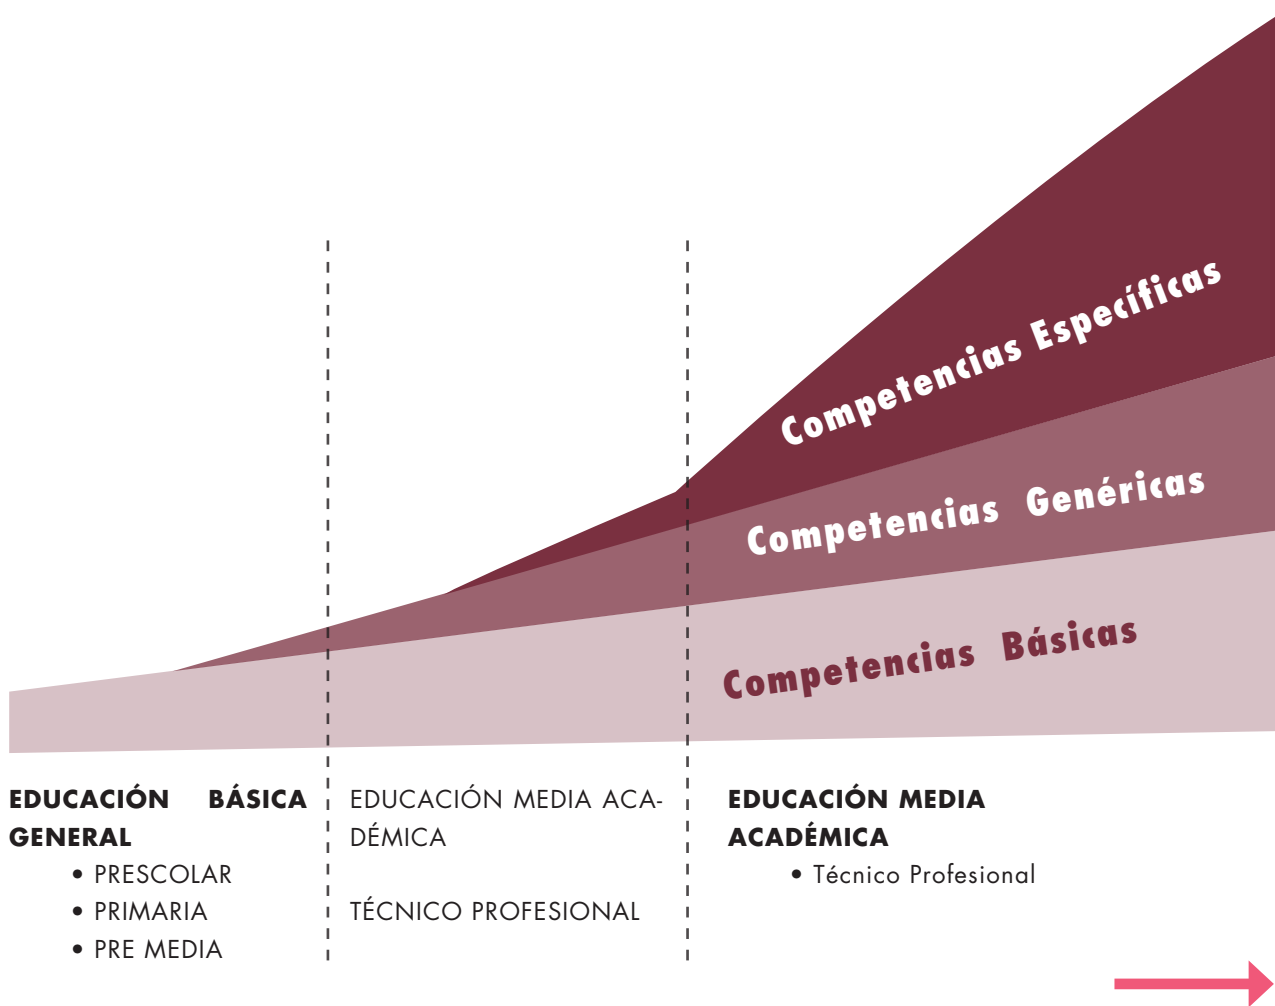 Competencias Específicas
Competencias Genéricas
Competencias Básicas
EDUCACIÓN BÁSICA
GENERAL
• PRESCOLAR
• PRIMARIA
• PRE MEDIA
EDUCACIÓN MEDIA ACA-
DÉMICA
TÉCNICO PROFESIONAL
EDUCACIÓN MEDIA
ACADÉMICA
• Técnico Profesional